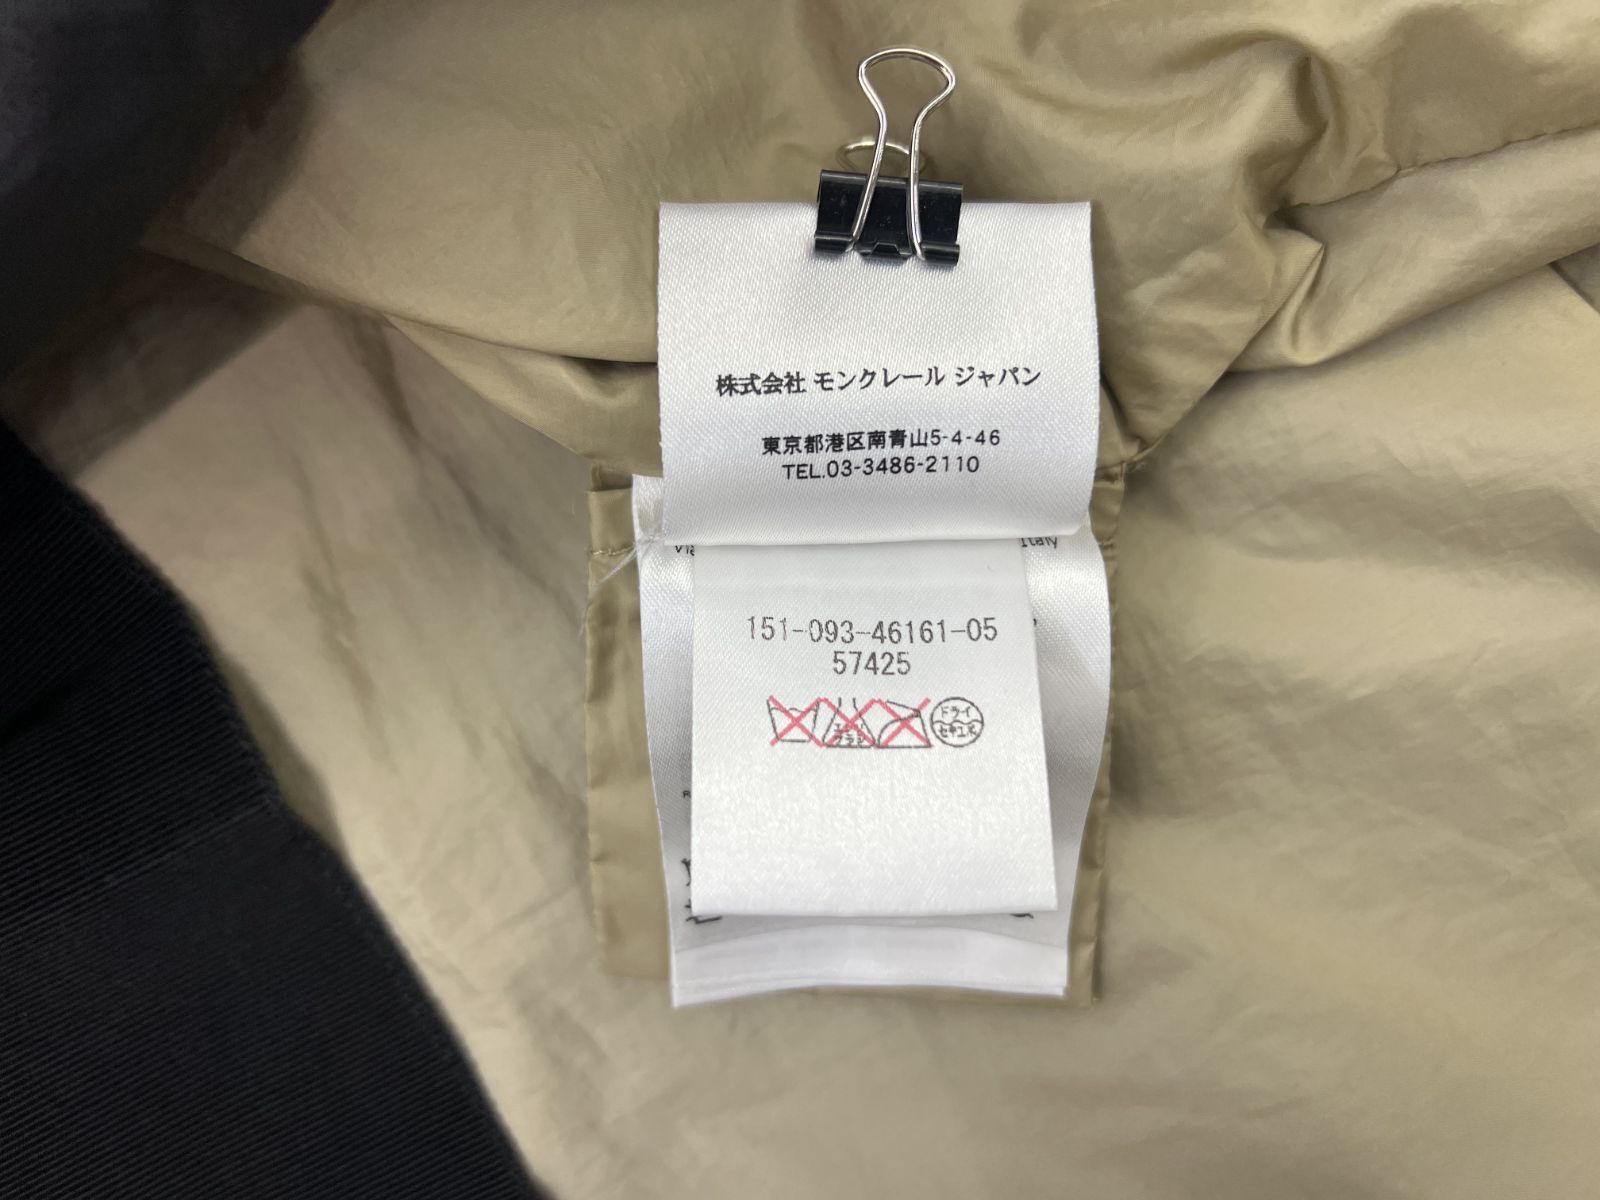 株式会社 モンクレール ジャパン
東京都港区南青山5-4-46
TEL.03-3486-2110
Italy
151-093-46161-05
57425
ドライ
セキユ系